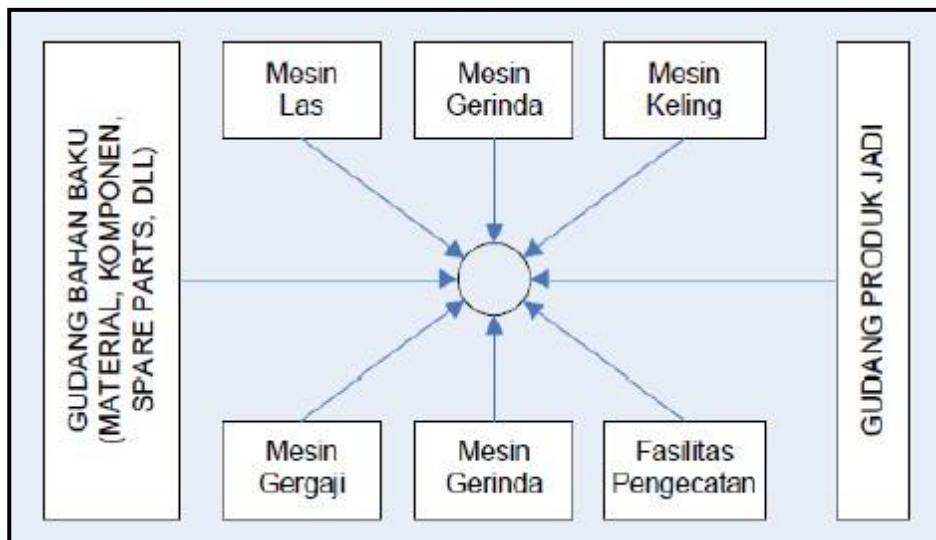 GUDANG BAHAN BAKU
(MATERIAL, KOMPONEN,
SPARE PARTS, DLL)
Mesin
Las
Mesin
Gerinda
Mesin
Keling
Mesin
Gergaji
Mesin
Gerinda
Fasilitas
Pengecatan
GUDANG PRODUK JADI